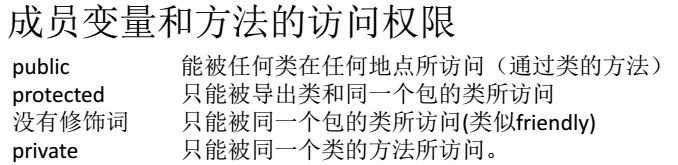 成员变量和方法的访问权限
public 能被任何类在任何地点所访问（通过类的方法）
protected 只能被导出类和同一个包的类所访问
没有修饰词 只能被同一个包的类所访问(类似friendly)
private 只能被同一个类的方法所访问。